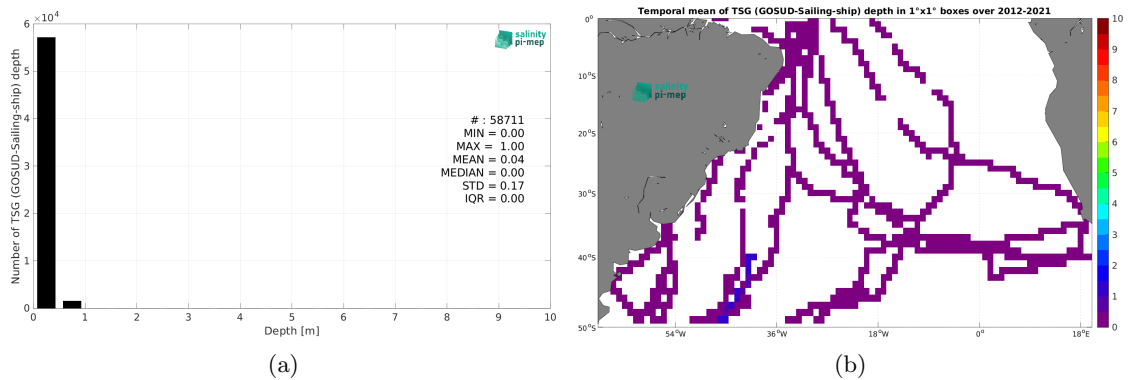 ×10⁴
6
5
4
3
2
1
0
Number of TSG (GOSUD-Sailing-ship) depth
0 1 2 3 4 5 6 7 8 9 10
Depth [m]
salinity
pi-mep
# : 58711
MIN = 0.00
MAX = 1.00
MEAN = 0.04
MEDIAN = 0.00
STD = 0.17
IQR = 0.00
(a)
Temporal mean of TSG (GOSUD-Sailing-ship) depth in 1°x1° boxes over 2012-2021
0°
10°S
20°S
30°S
40°S
50°S
54°W 36°W 18°W 0° 18°E
salinity
pi-mep
10
9
8
7
6
5
4
3
2
1
0
(b)